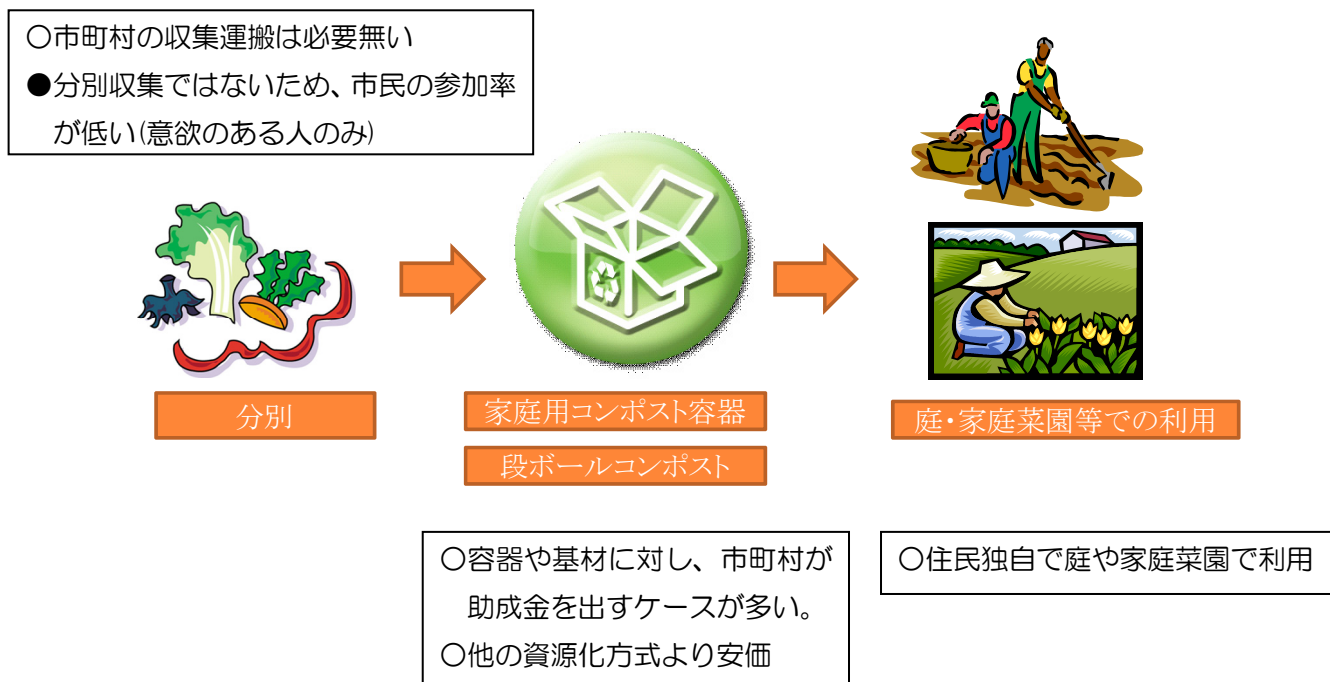 ○市町村の収集運搬は必要無い
●分別収集ではないため、市民の参加率
が低い(意欲のある人のみ)
分別
家庭用コンポスト容器
段ボールコンポスト
庭・家庭菜園等での利用
○容器や基材に対し、市町村が
助成金を出すケースが多い。
○他の資源化方式より安価
○住民独自で庭や家庭菜園で利用